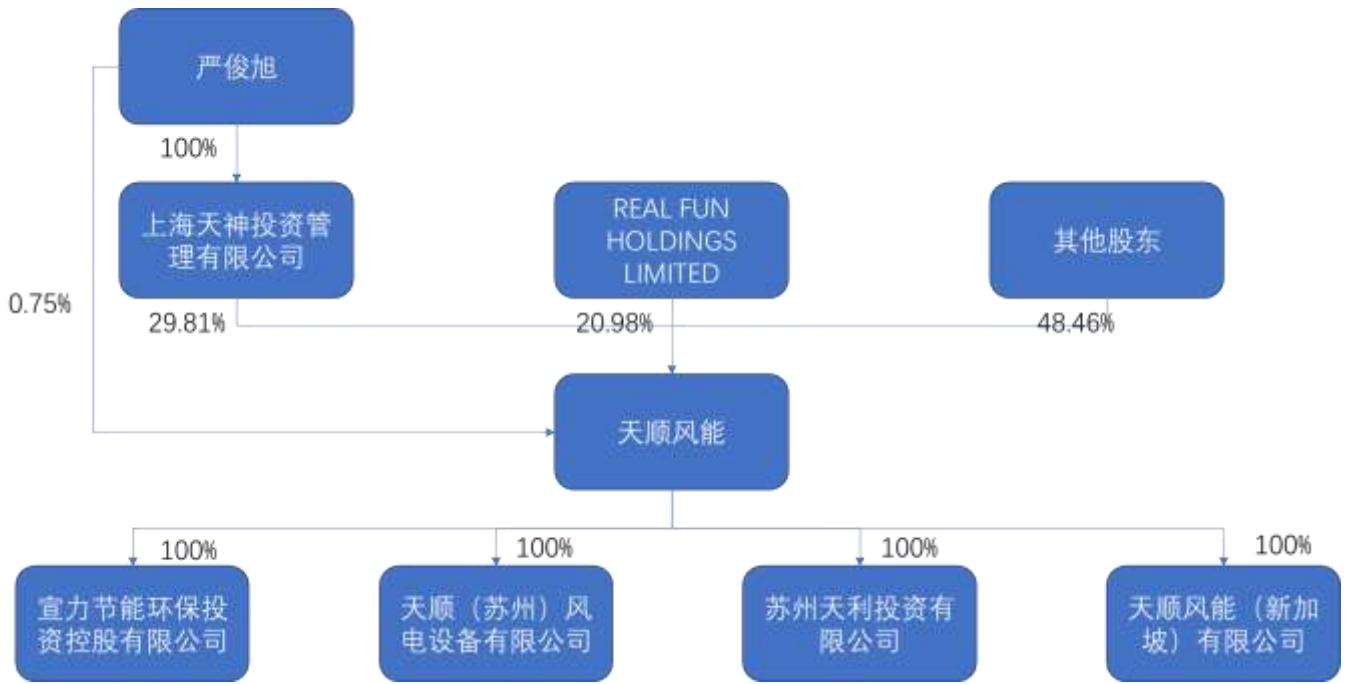 严俊旭
100%
上海天神投资管
理有限公司
REAL FUN
HOLDINGS
LIMITED
其他股东
0.75%
29.81%
20.98%
48.46%
天顺风能
100%
100%
100%
100%
宣力节能环保投
资控股有限公司
天顺（苏州）风
电设备有限公司
苏州天利投资有
限公司
天顺风能（新加
坡）有限公司